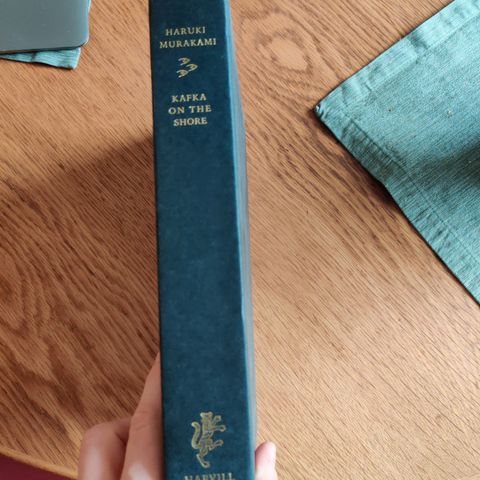 HARUKI
MURAKAMI
KAFKA
ON THE
SHORE
HARVILL